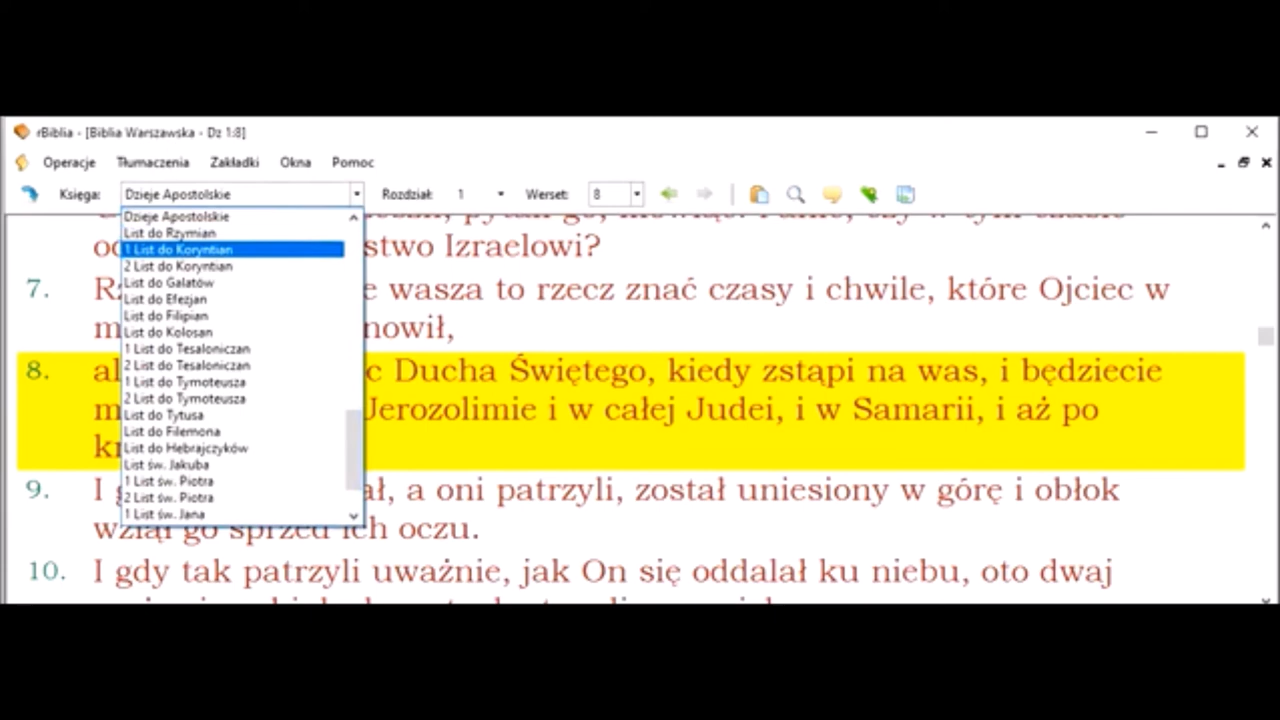 rBiblia - [Biblia Warszawska - Dz 1:8]
Operacje Tłumaczenia Zakładki Okna Pomoc
Księga: Dzieje Apostolskie Rozdział: 1 Werset: 8
Dzieje Apostolskie
List do Rzymian
1 List do Koryntian
2 List do Koryntian
List do Galatów
List do Efezjan
List do Filipian
List do Kolosan
1 List do Tesaloniczan
2 List do Tesaloniczan
1 List do Tymoteusza
2 List do Tymoteusza
List do Tytusa
List do Filemona
List do Hebrajczyków
List św. Jakuba
1 List św. Piotra
2 List św. Piotra
1 List św. Jana
stwo Izraelowi?
7. wasza to rzecz znać czasy i chwile, które Ojciec w
nowił,
8. Ducha Świętego, kiedy zstąpi na was, i będziecie
Jerozolimie i w całej Judei, i w Samarii, i aż po
9. I a oni patrzyli, został uniesiony w górę i obłok
wziął go sprzed ich oczu.
10. I gdy tak patrzyli uważnie, jak On się oddalał ku niebu, oto dwaj